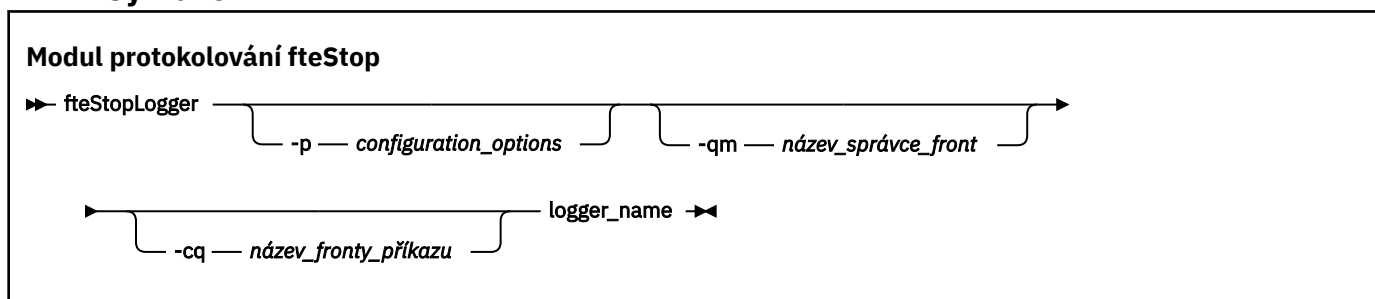 Modul protokolování fteStop
fteStopLogger
-p configuration_options
-qm název_správce_front
logger_name
-cq název_fronty_příkazu